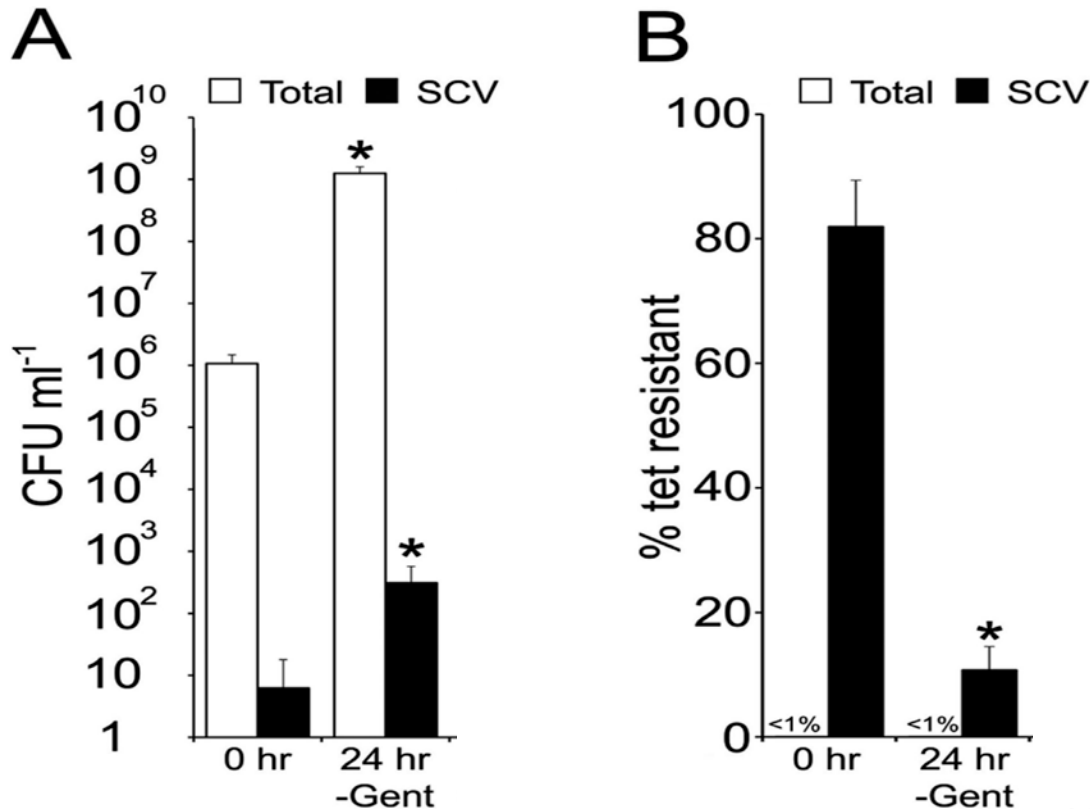 A
Total SCV
10^10
10^9
10^8
10^7
10^6
10^5
10^4
10^3
10^2
10
1
CFU ml^-1
*
*
0 hr 24 hr
-Gent
B
Total SCV
100
80
60
40
20
0
% tet resistant
<1%
<1%
*
0 hr 24 hr
-Gent